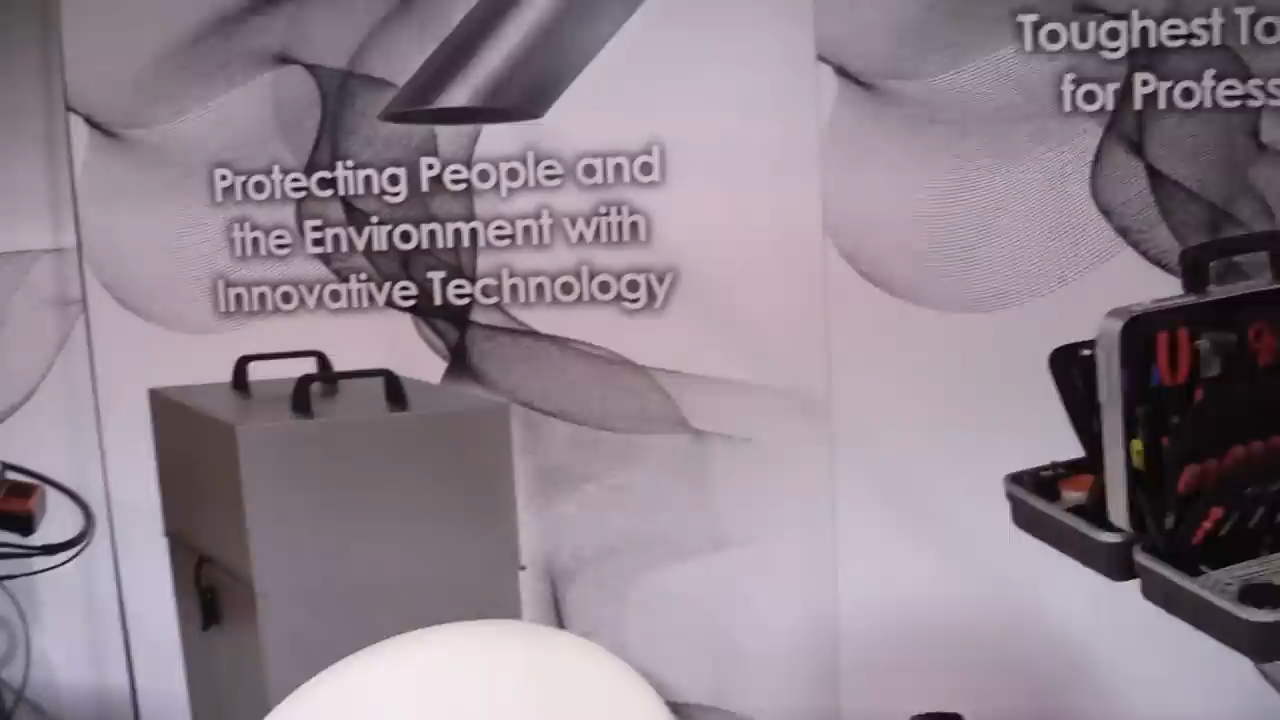 Protecting People and
the Environment with
Innovative Technology
Toughest
for